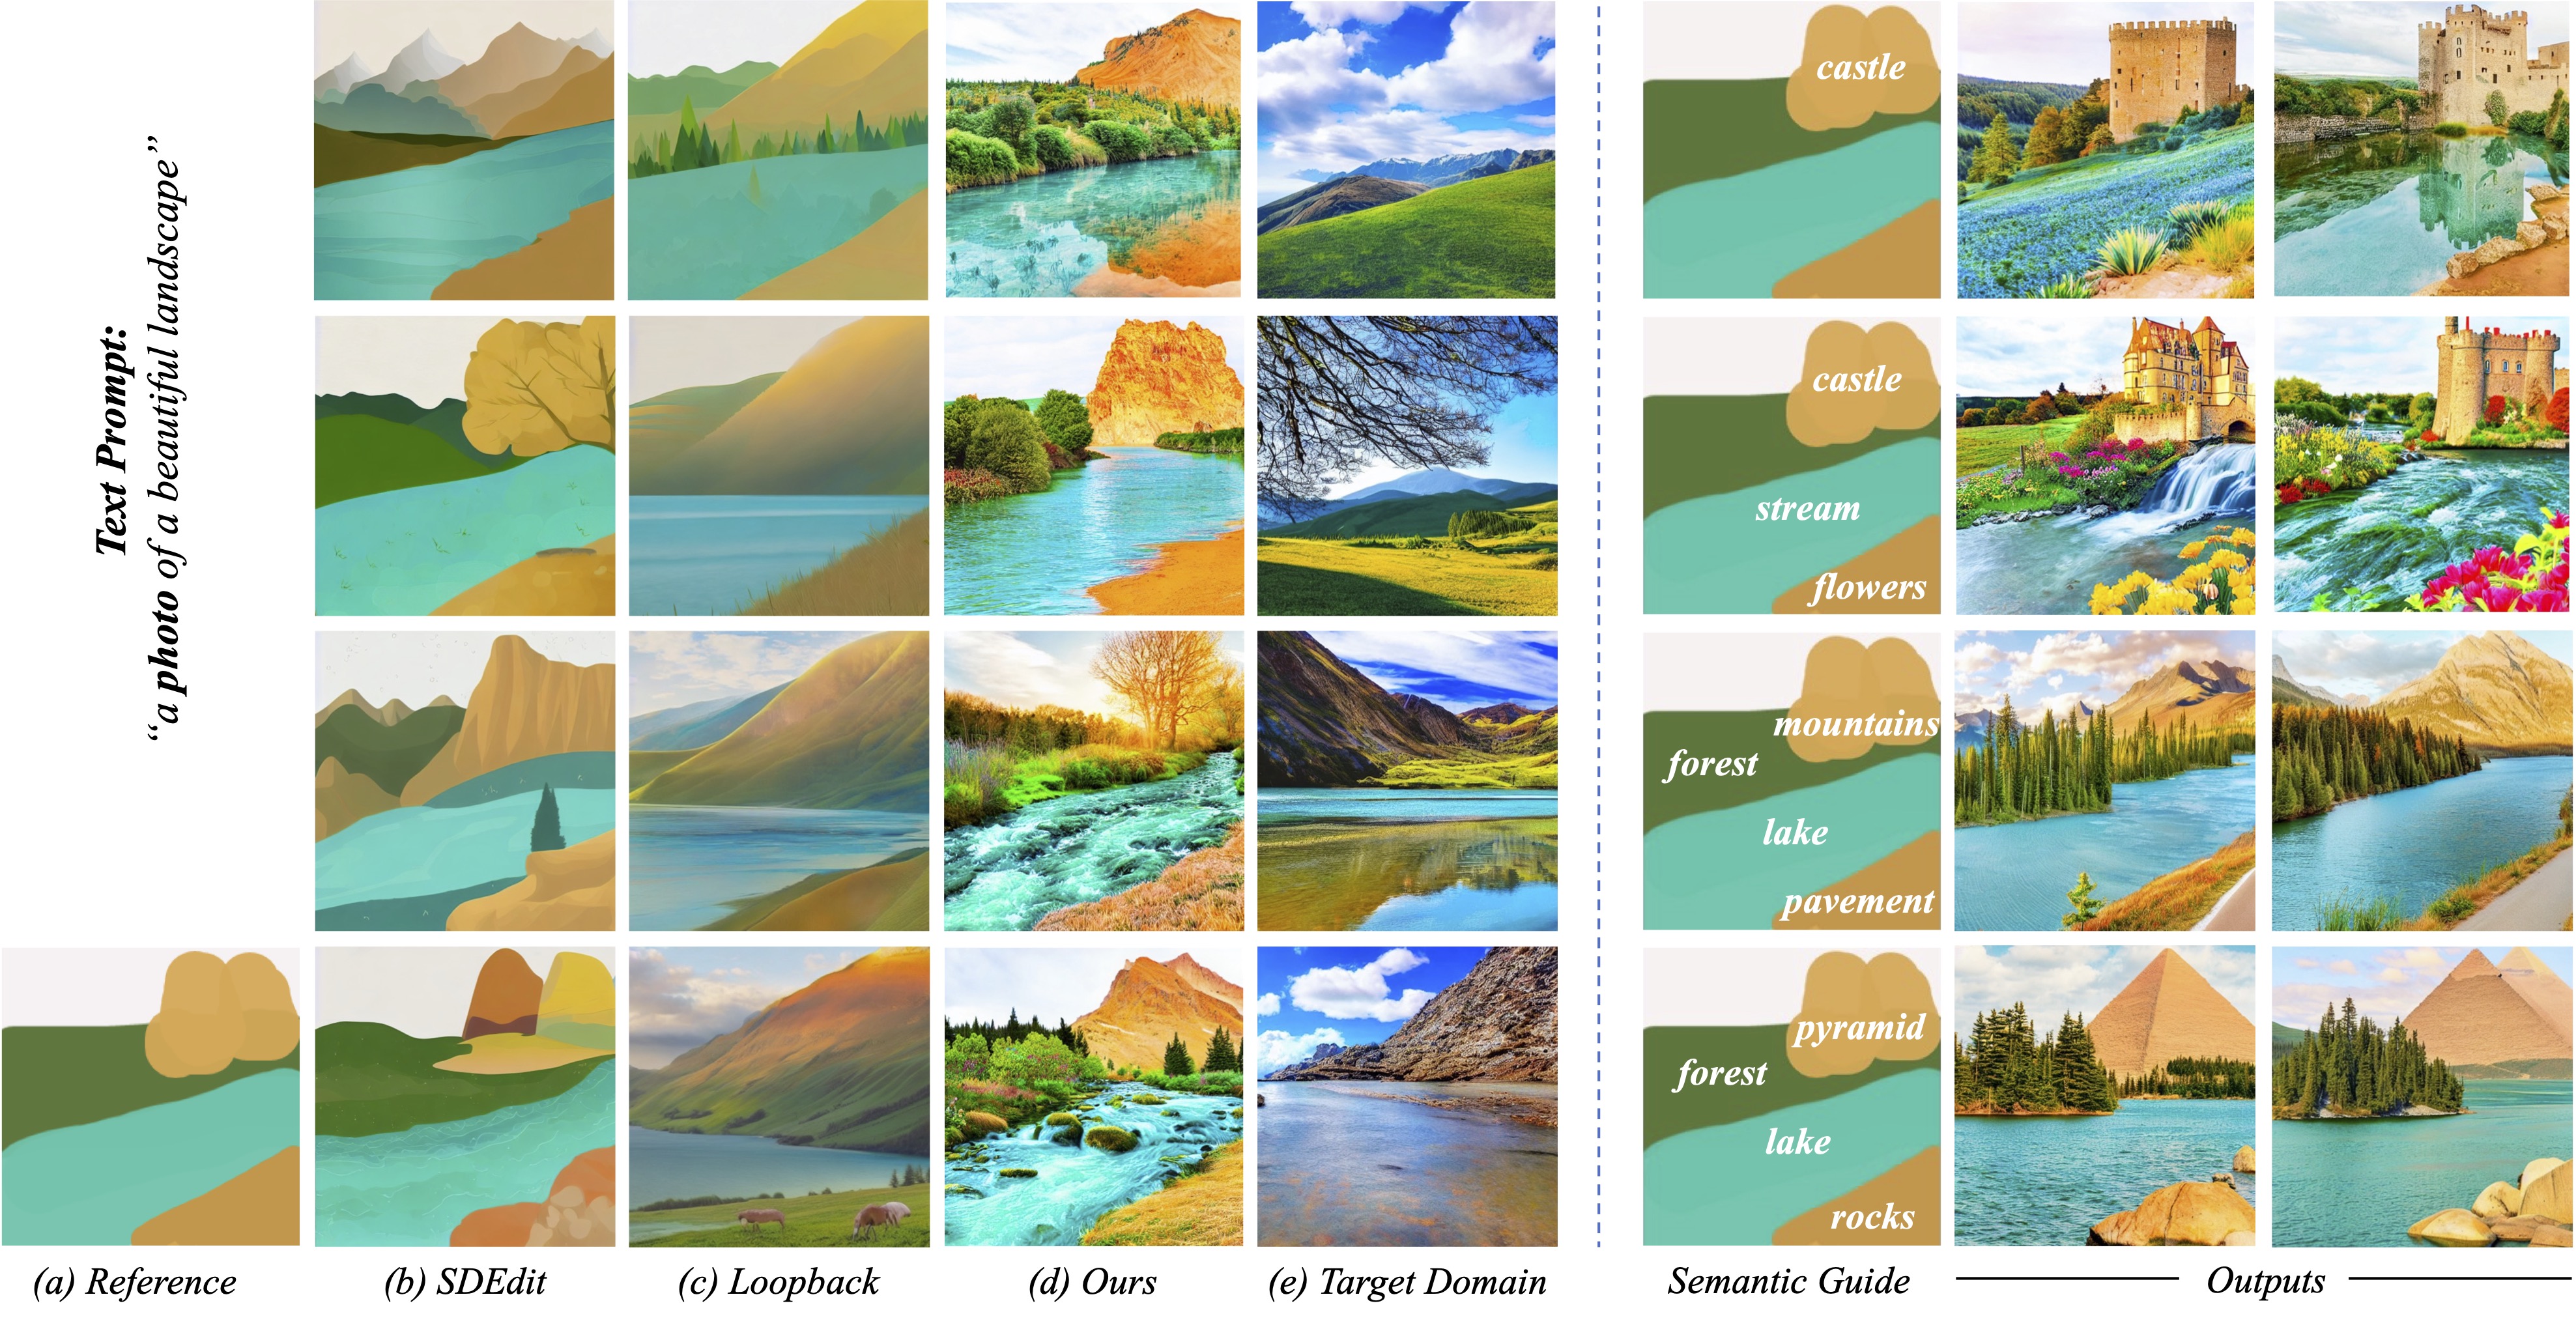 Text Prompt:
“a photo of a beautiful landscape”
castle
castle
stream
flowers
mountains
forest
lake
pavement
pyramid
forest
lake
rocks
(a) Reference
(b) SDEdit
(c) Loopback
(d) Ours
(e) Target Domain
Semantic Guide
Outputs